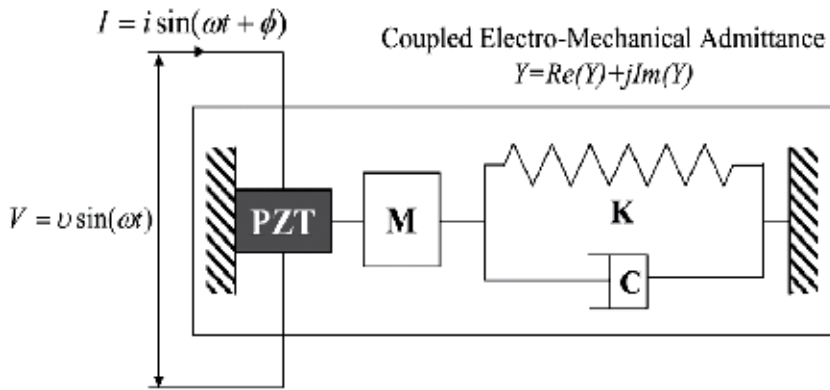 I = i sin(ωt + ϕ)
Coupled Electro-Mechanical Admittance
Y=Re(Y)+jIm(Y)
V = υ sin(ωt)
PZT
M
K
C